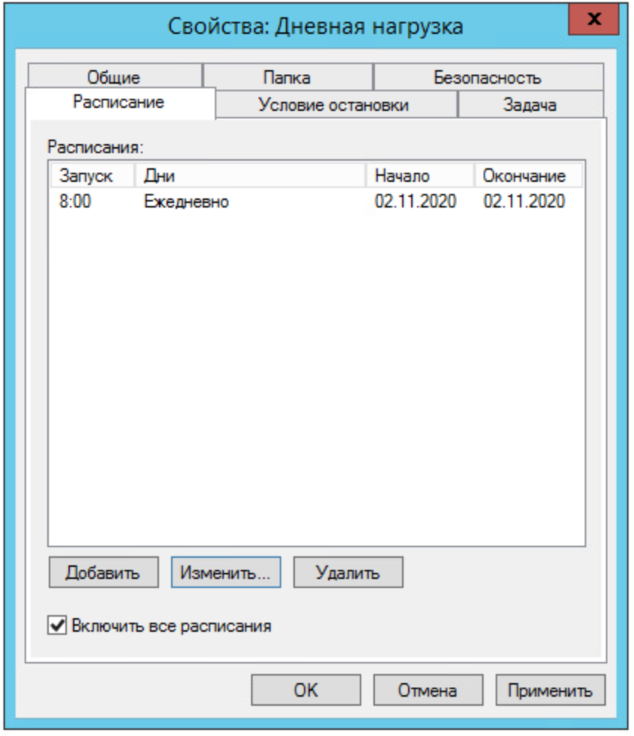 Свойства: Дневная нагрузка
x
Общие Папка Безопасность
Расписание Условие остановки Задача
Расписания:
Запуск Дни Начало Окончание
8:00 Ежедневно 02.11.2020 02.11.2020
Добавить Изменить... Удалить
Включить все расписания
OK Отмена Применить